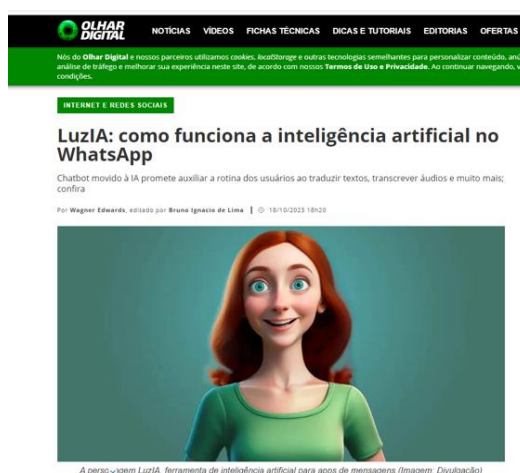 OLHAR
DIGITAL
NOTÍCIAS VÍDEOS FICHAS TÉCNICAS DICAS E TUTORIAIS EDITORIAS OFERTAS
Nós do Olhar Digital e nossos parceiros utilizamos cookies, localStorage e outras tecnologias semelhantes para personalizar conteúdo,
análise de tráfego e melhorar sua experiência neste site, de acordo com nossos Termos de Uso e Privacidade. Ao continuar navegando,
condições.
INTERNET E REDES SOCIAIS
LuzIA: como funciona a inteligência artificial no
WhatsApp
Chatbot movido à IA promete auxiliar a rotina dos usuários ao traduzir textos, transcrever áudios e muito mais;
confira
Por Wagner Edwards, editado por Bruno Ignacio de Lima | 18/10/2023 18h20
A LuzIA, ferramenta de inteligência artificial para apps de mensagens (Imagem: Divulgação)